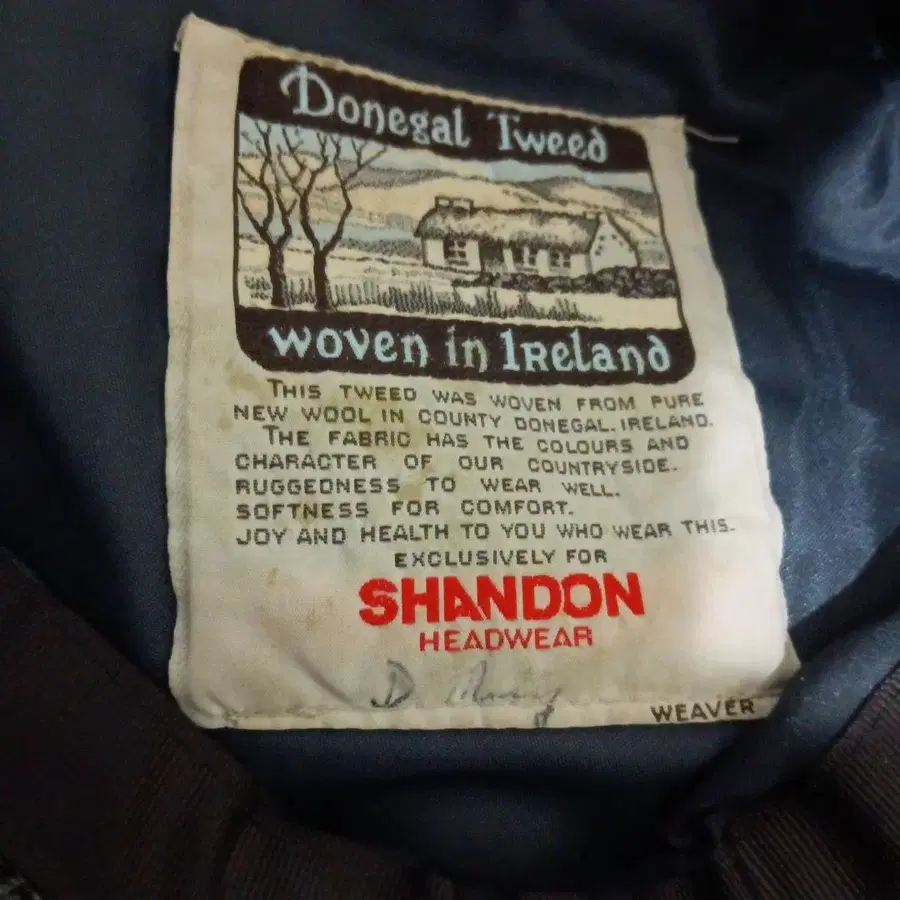 Donegal Tweed
woven in Ireland
THIS TWEED WAS WOVEN FROM PURE
NEW WOOL IN COUNTY DONEGAL. IRELAND.
THE FABRIC HAS THE COLOURS AND
CHARACTER OF OUR COUNTRYSIDE.
RUGGEDNESS TO WEAR WELL.
SOFTNESS FOR COMFORT.
JOY AND HEALTH TO YOU WHO WEAR THIS.
EXCLUSIVELY FOR
SHANDON
HEADWEAR
D.
WEAVER